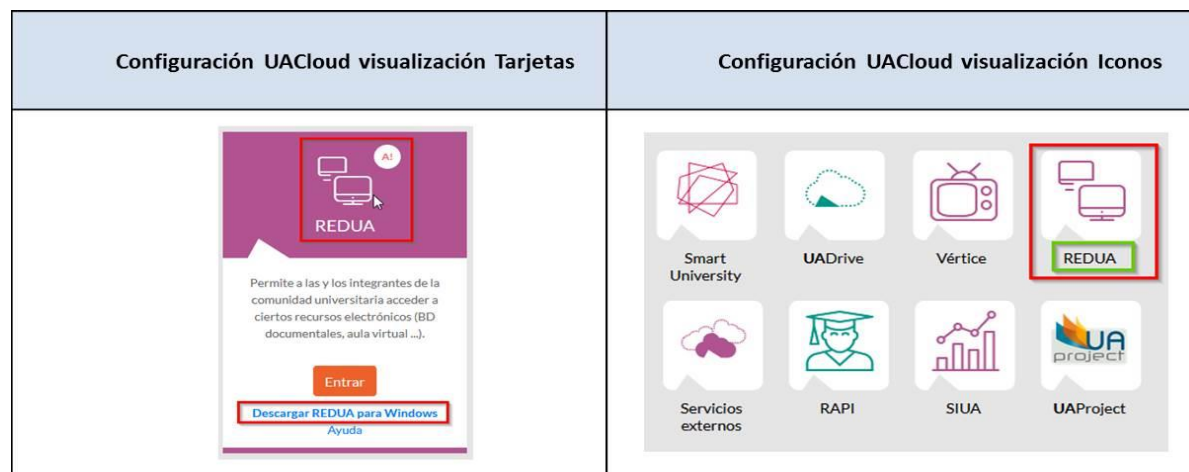 Configuración UACloud visualización Tarjetas
Configuración UACloud visualización Iconos
A!
REDUA
Permite a las y los integrantes de la
comunidad universitaria acceder a
ciertos recursos electrónicos (BD
documentales, aula virtual ...).
Entrar
Descargar REDUA para Windows
Ayuda
Smart
University
UADrive
Vértice
REDUA
UA
project
Servicios
externos
RAPI
SIUA
UAProject